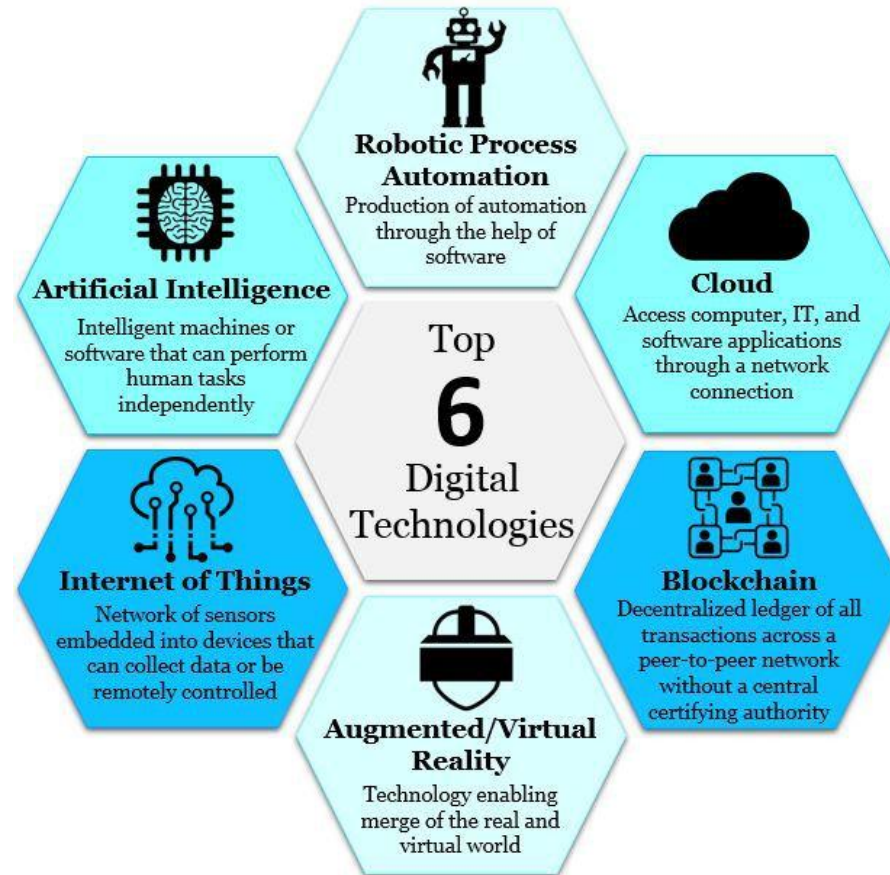 Robotic Process
Automation
Production of automation
through the help of
software
Artificial Intelligence
Intelligent machines or
software that can perform
human tasks
independently
Cloud
Access computer, IT, and
software applications
through a network
connection
Top
6
Digital
Technologies
Internet of Things
Network of sensors
embedded into devices that
can collect data or be
remotely controlled
Blockchain
Decentralized ledger of all
transactions across a
peer-to-peer network
without a central
certifying authority
Augmented/Virtual
Reality
Technology enabling
merge of the real and
virtual world